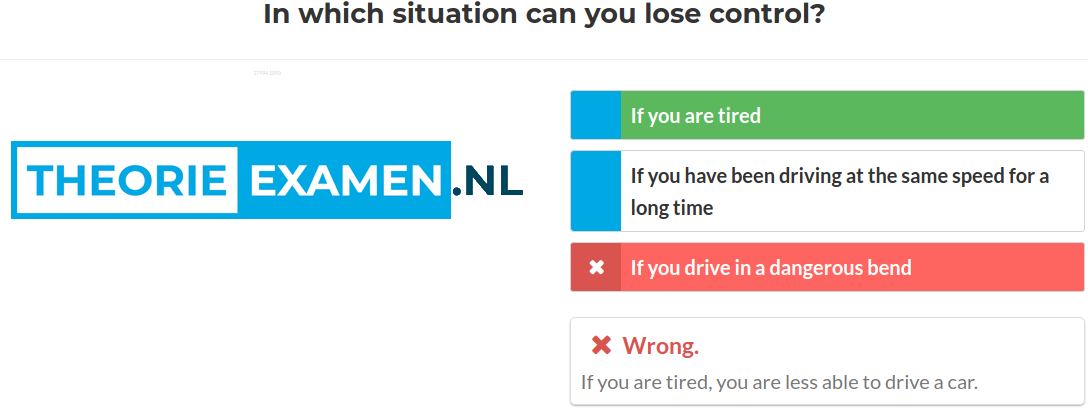 In which situation can you lose control?
If you are tired
THEORIE EXAMEN.NL
If you have been driving at the same speed for a
long time
If you drive in a dangerous bend
Wrong.
If you are tired, you are less able to drive a car.